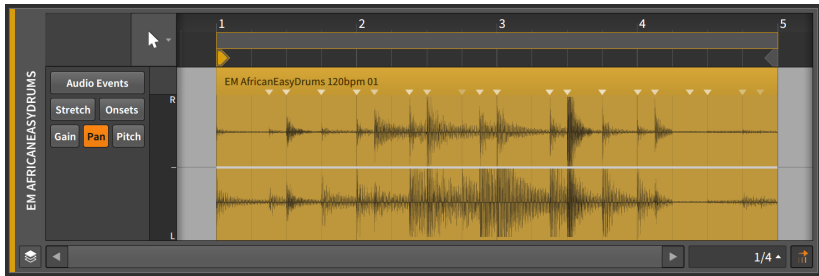 1 2 3 4 5
EM AFRICANEASYDRUMS
Audio Events
Stretch Onsets
Gain Pan Pitch
R
EM AfricanEasyDrums 120bpm 01
L
1/4